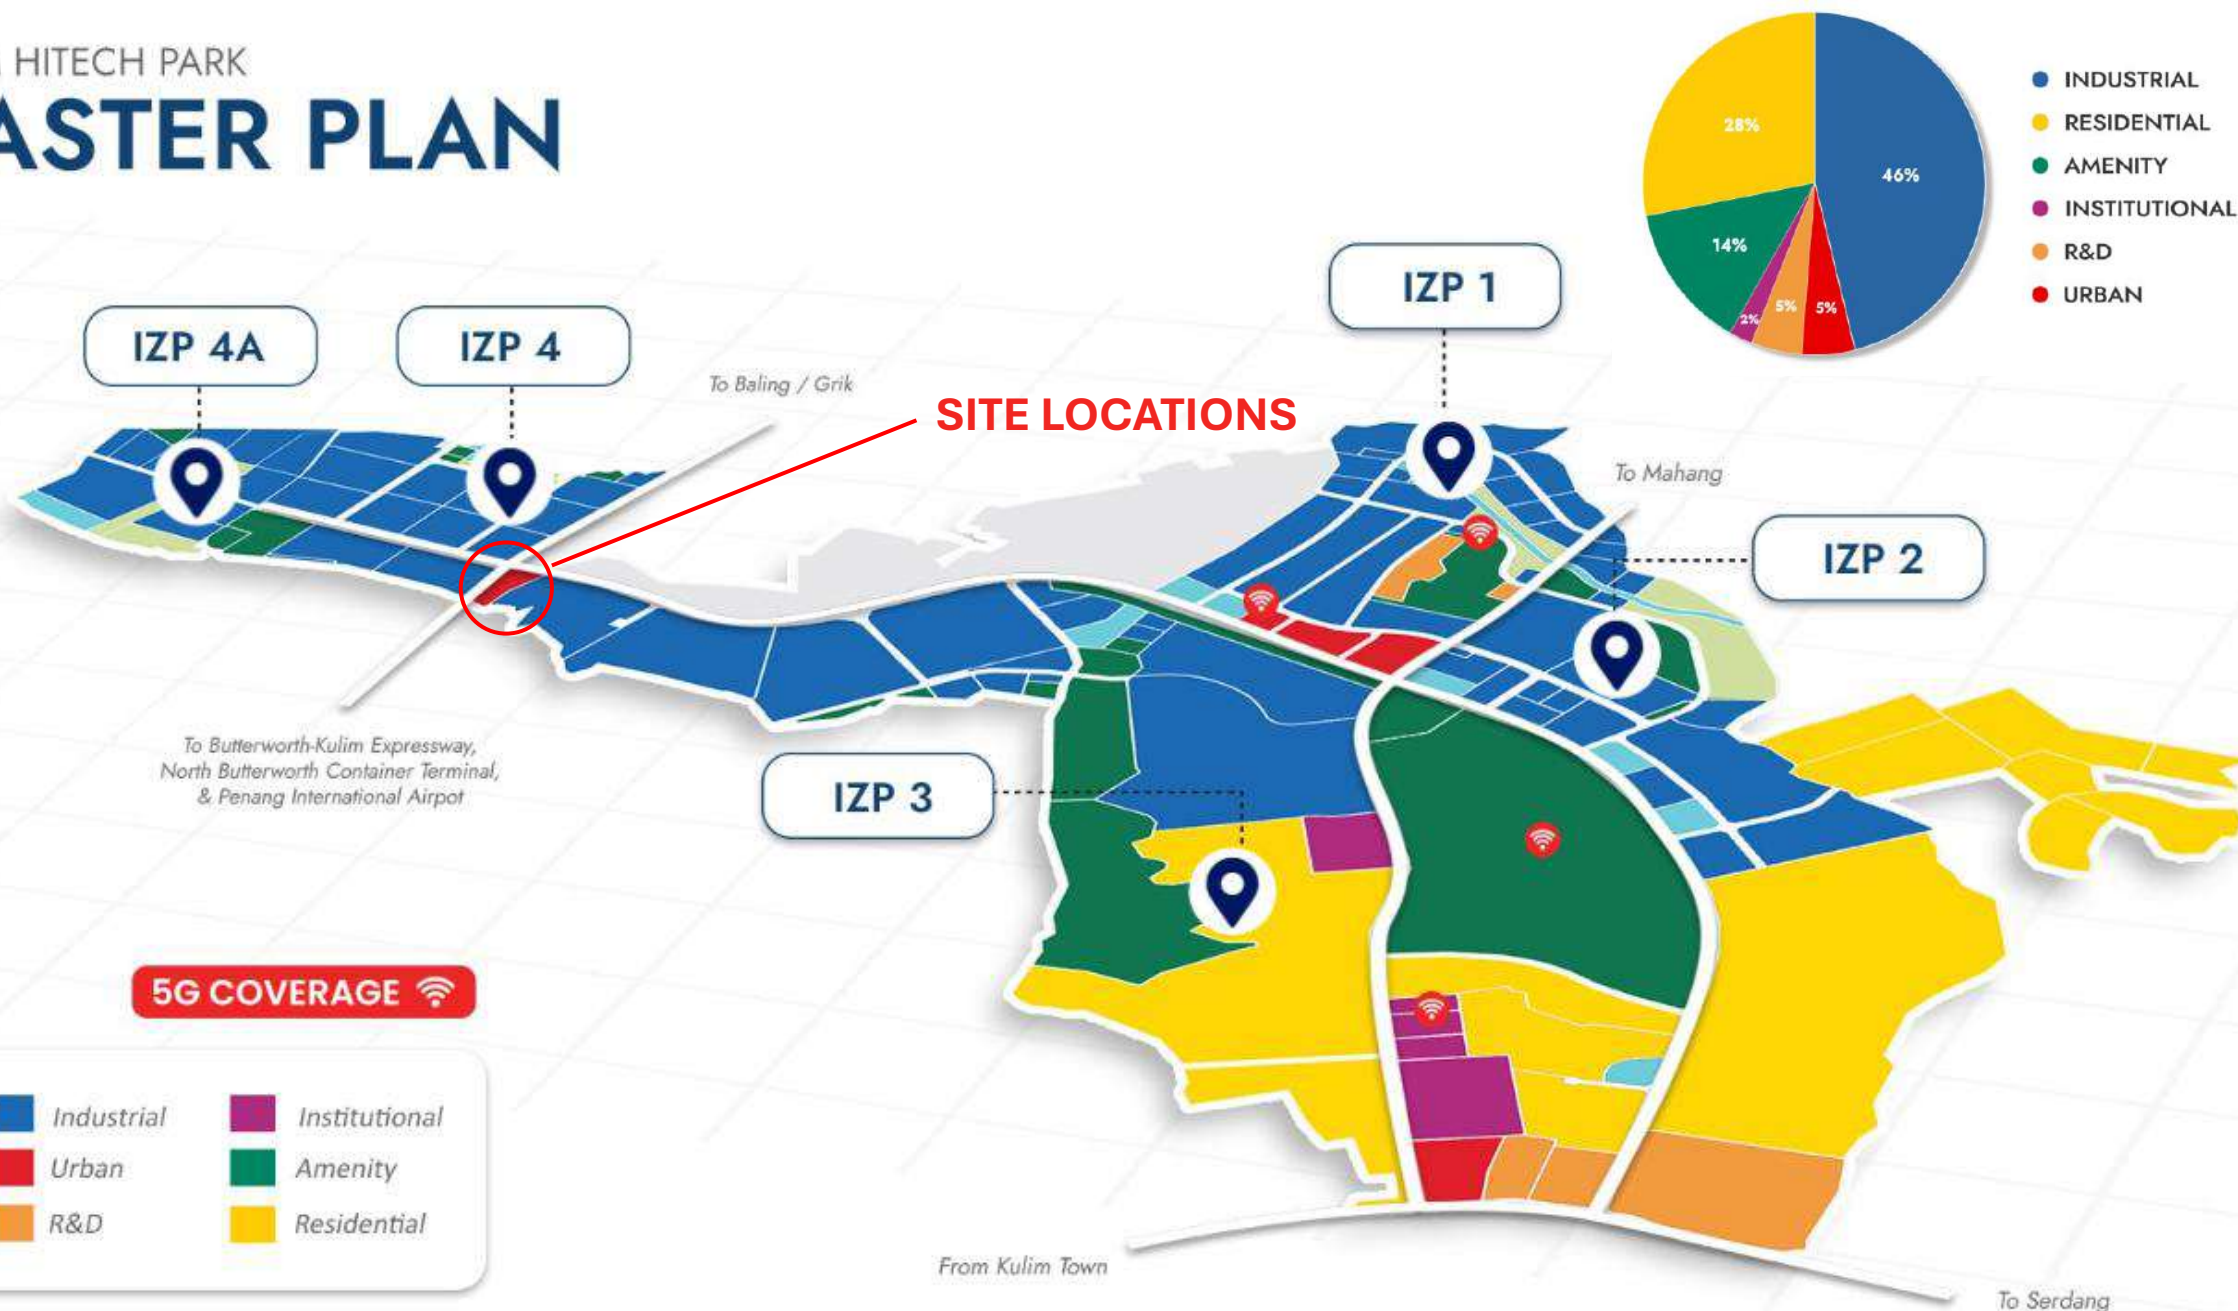 HITECH PARK
ASTER PLAN
28%
46%
14%
2%
5%
5%
INDUSTRIAL
RESIDENTIAL
AMENITY
INSTITUTIONAL
R&D
URBAN
IZP 1
IZP 4A
IZP 4
To Baling / Grik
SITE LOCATIONS
To Mahang
IZP 2
To Butterworth-Kulim Expressway,
North Butterworth Container Terminal,
& Penang International Airpot
IZP 3
5G COVERAGE
Industrial
Institutional
Urban
Amenity
R&D
Residential
From Kulim Town
To Serdang